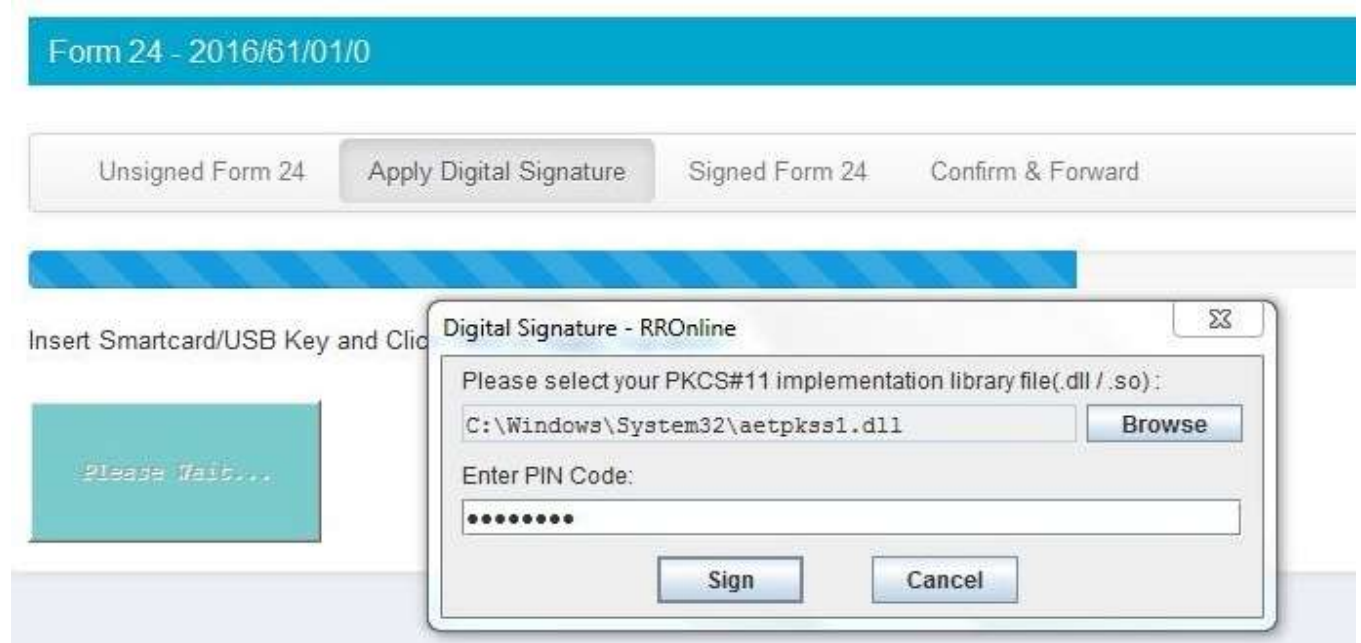 Form 24 - 2016/61/01/0
Unsigned Form 24 Apply Digital Signature Signed Form 24 Confirm & Forward
Insert Smartcard/USB Key and Clic
Please Wait...
Digital Signature - RROnline
Please select your PKCS#11 implementation library file(.dll / .so) :
C:\Windows\System32\aetpkss1.dll Browse
Enter PIN Code:
••••••••
Sign Cancel